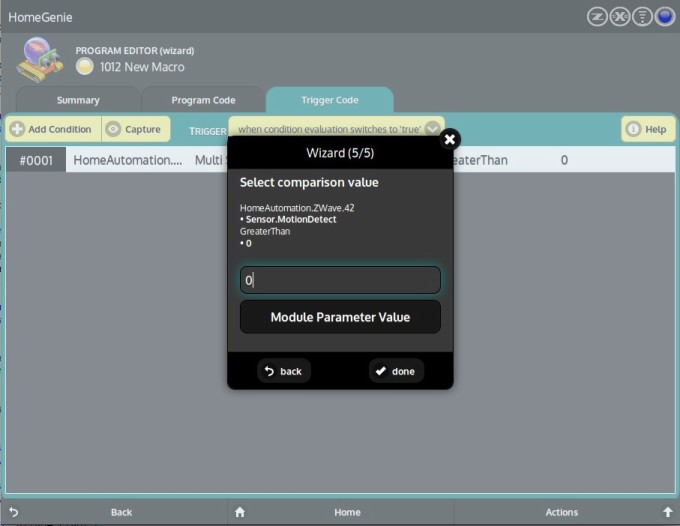 HomeGenie
PROGRAM EDITOR (wizard)
1012 New Macro
Summary
Program Code
Trigger Code
Add Condition
Capture
TRIGGER
when condition evaluation switches to 'true'
Help
#0001 HomeAutomation.... Multi eaterThan 0
Wizard (5/5)
Select comparison value
HomeAutomation.ZWave.42
• Sensor.MotionDetect
GreaterThan
• 0
0
Module Parameter Value
back
done
Back
Home
Actions